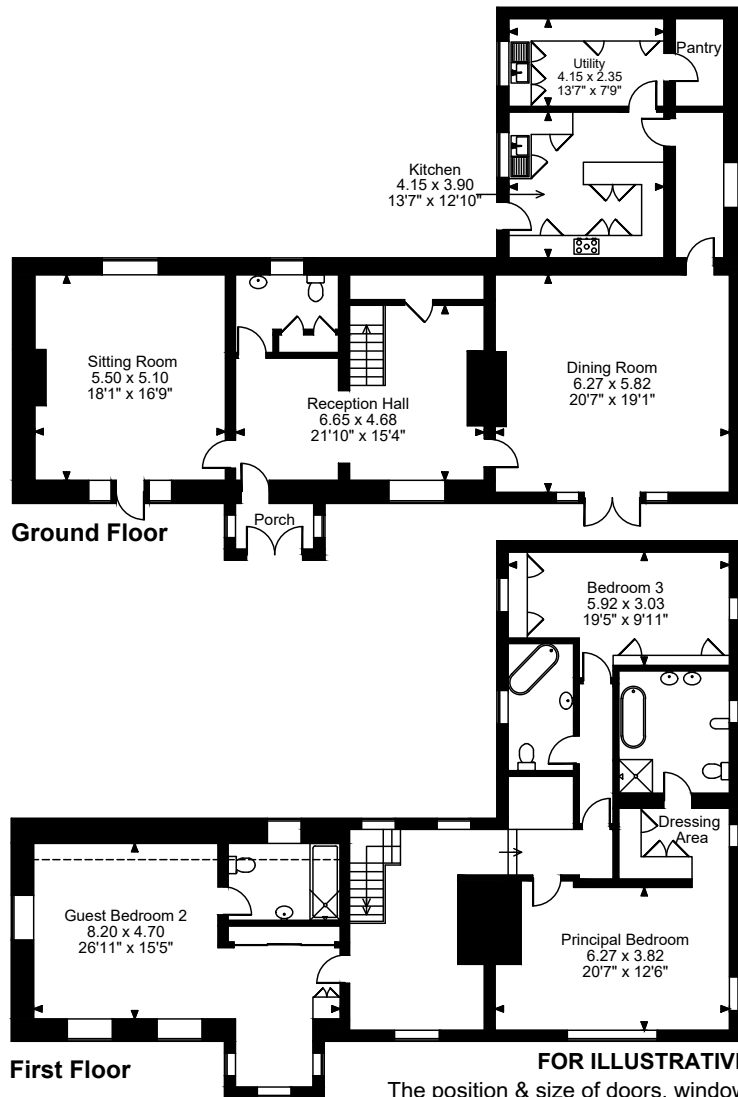 Pantry
Utility
4.15 x 2.35
13'7" x 7'9"
Kitchen
4.15 x 3.90
13'7" x 12'10"
Sitting Room
5.50 x 5.10
18'1" x 16'9"
Reception Hall
6.65 x 4.68
21'10" x 15'4"
Dining Room
6.27 x 5.82
20'7" x 19'1"
Porch
Ground Floor
Bedroom 3
5.92 x 3.03
19'5" x 9'11"
Dressing
Area
Guest Bedroom 2
8.20 x 4.70
26'11" x 15'5"
Principal Bedroom
6.27 x 3.82
20'7" x 12'6"
First Floor
FOR ILLUSTRATIVE
The position & size of doors, window